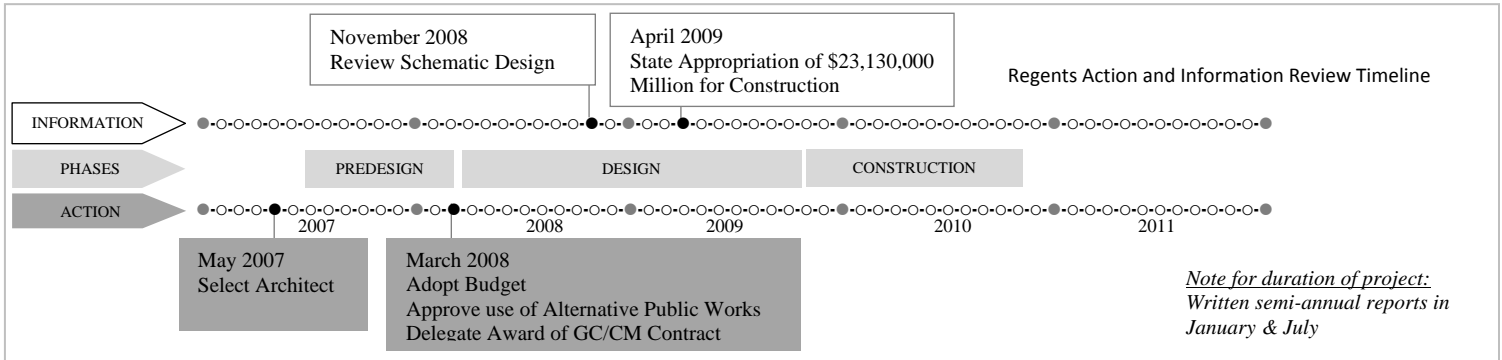 November 2008
Review Schematic Design
April 2009
State Appropriation of $23,130,000
Million for Construction
Regents Action and Information Review Timeline
INFORMATION
PHASES
PREDESIGN
DESIGN
CONSTRUCTION
ACTION
2007
2008
2009
2010
2011
May 2007
Select Architect
March 2008
Adopt Budget
Approve use of Alternative Public Works
Delegate Award of GC/CM Contract
Note for duration of project:
Written semi-annual reports in
January & July